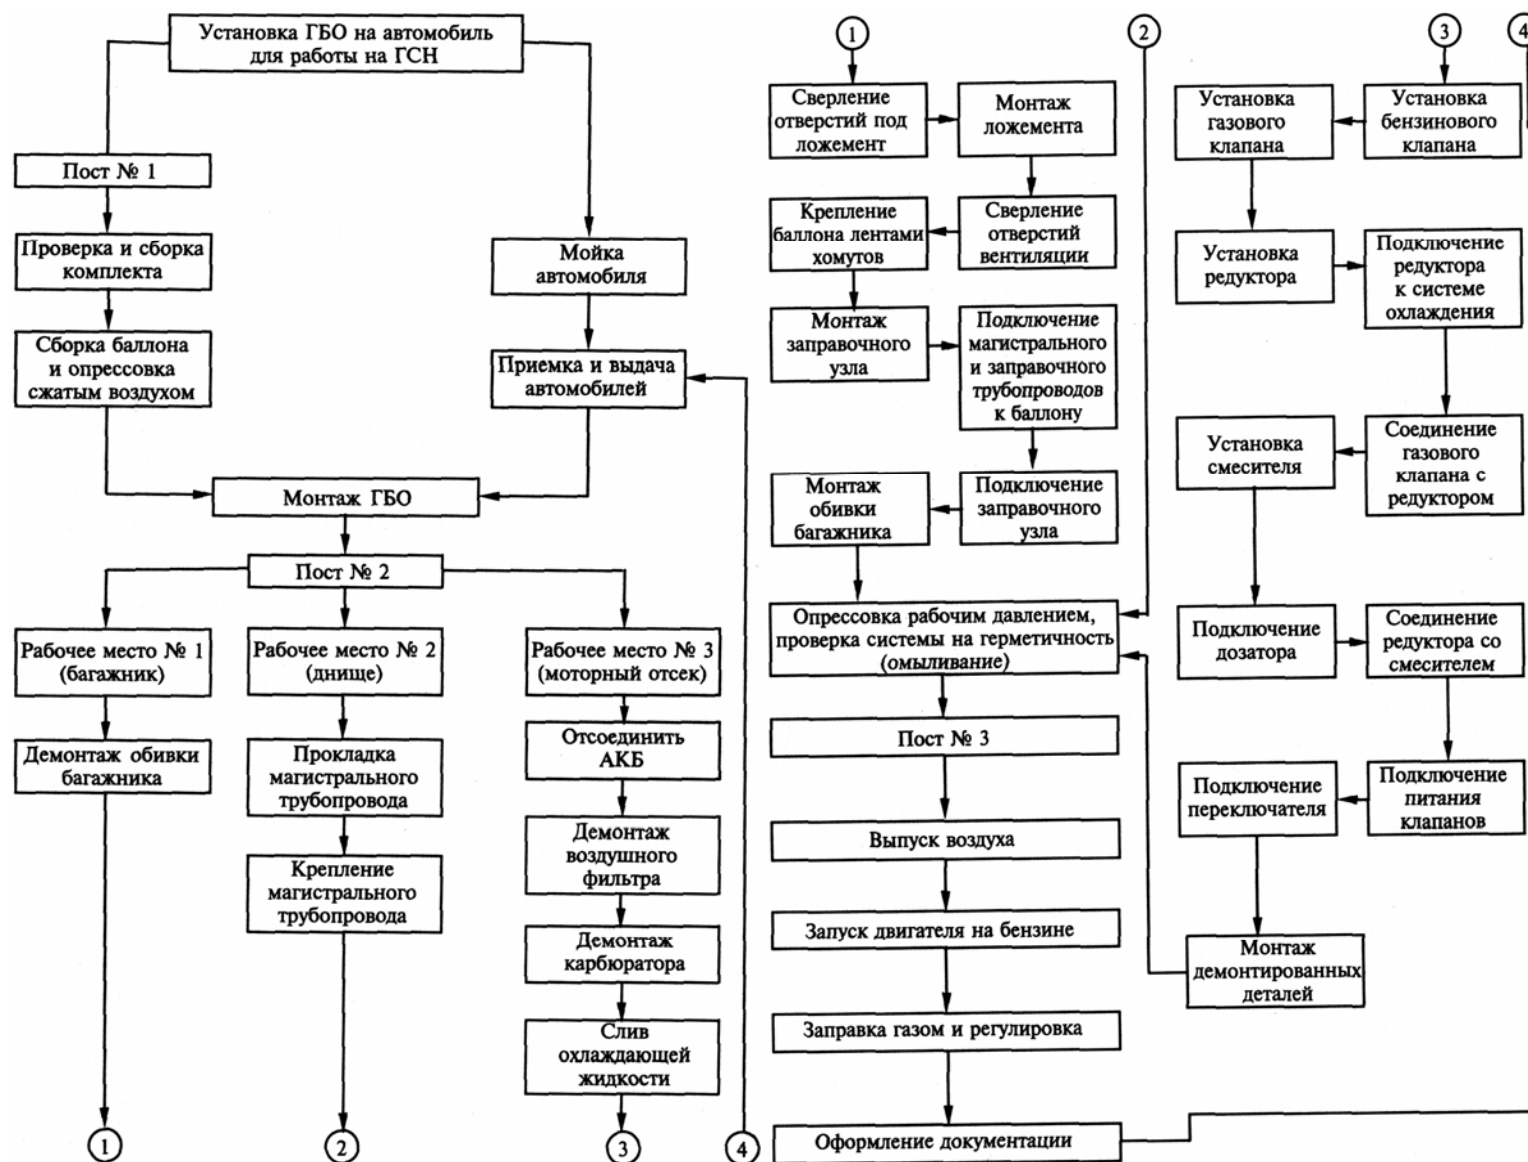 Установка ГБО на автомобиль
для работы на ГСН
Пост № 1
Проверка и сборка
комплекта
Сборка баллона
и опрессовка
сжатым воздухом
Мойка
автомобиля
Приемка и выдача
автомобилей
Монтаж ГБО
Пост № 2
Рабочее место № 1
(багажник)
Рабочее место № 2
(днище)
Рабочее место № 3
(моторный отсек)
Демонтаж обивки
багажника
Прокладка
магистрального
трубопровода
Крепление
магистрального
трубопровода
Отсоединить
АКБ
Демонтаж
воздушного
фильтра
Демонтаж
карбюратора
Слив
охлаждающей
жидкости
1
2
3
4
1
2
3
4
Сверление
отверстий под
ложемент
Монтаж
ложемента
Крепление
баллона лентами
хомутов
Сверление
отверстий
вентиляции
Монтаж
заправочного
узла
Подключение
магистрального
и заправочного
трубопроводов
к баллону
Монтаж
обивки
багажника
Подключение
заправочного
узла
Опрессовка рабочим давлением,
проверка системы на герметичность
(омыливание)
Пост № 3
Выпуск воздуха
Запуск двигателя на бензине
Заправка газом и регулировка
Оформление документации
Установка
газового
клапана
Установка
бензинового
клапана
Установка
редуктора
Подключение
редуктора
к системе
охлаждения
Установка
смесителя
Соединение
газового
клапана с
редуктором
Подключение
дозатора
Соединение
редуктора со
смесителем
Подключение
переключателя
Подключение
питания
клапанов
Монтаж
демонтированных
деталей